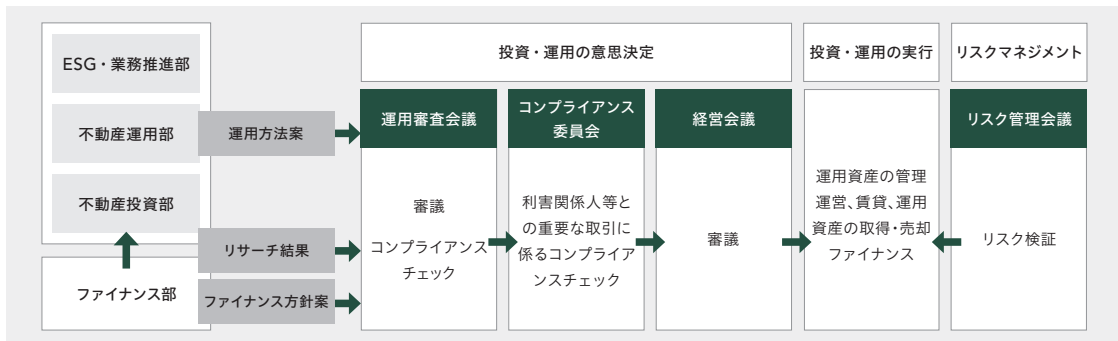 ESG・業務推進部
不動産運用部
不動産投資部
ファイナンス部
運用方法案
リサーチ結果
ファイナンス方針案
投資・運用の意思決定
運用審査会議
審議
コンプライアンス
チェック
コンプライアンス
委員会
利害関係人等と
の重要な取引に
係るコンプライア
ンスチェック
経営会議
審議
投資・運用の実行
運用資産の管理
運営、賃貸、運用
資産の取得・売却
ファイナンス
リスクマネジメント
リスク管理会議
リスク検証